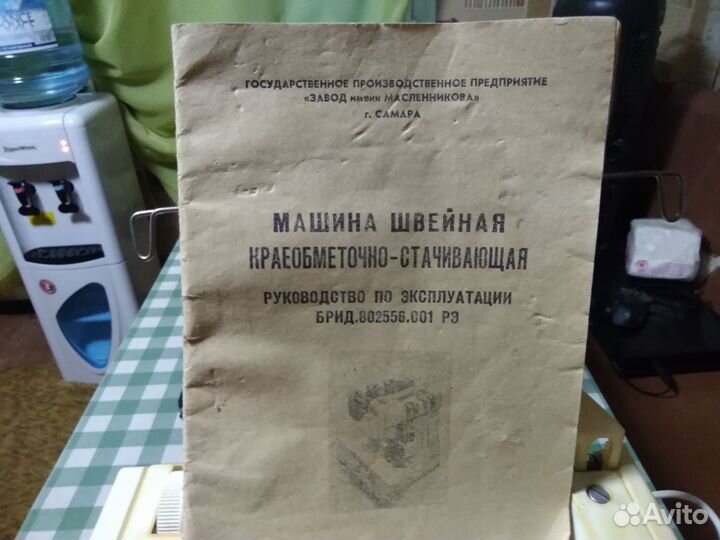 ГОСУДАРСТВЕННОЕ ПРОИЗВОДСТВЕННОЕ ПРЕДПРИЯТИЕ
«ЗАВОД имени МАСЛЕННИКОВА»
г. САМАРА
МАШИНА ШВЕЙНАЯ
КРАЕОБМЕТОЧНО-СТАЧИВАЮЩАЯ
РУКОВОДСТВО ПО ЭКСПЛУАТАЦИИ
БРИД.802556.001 РЭ
Avito